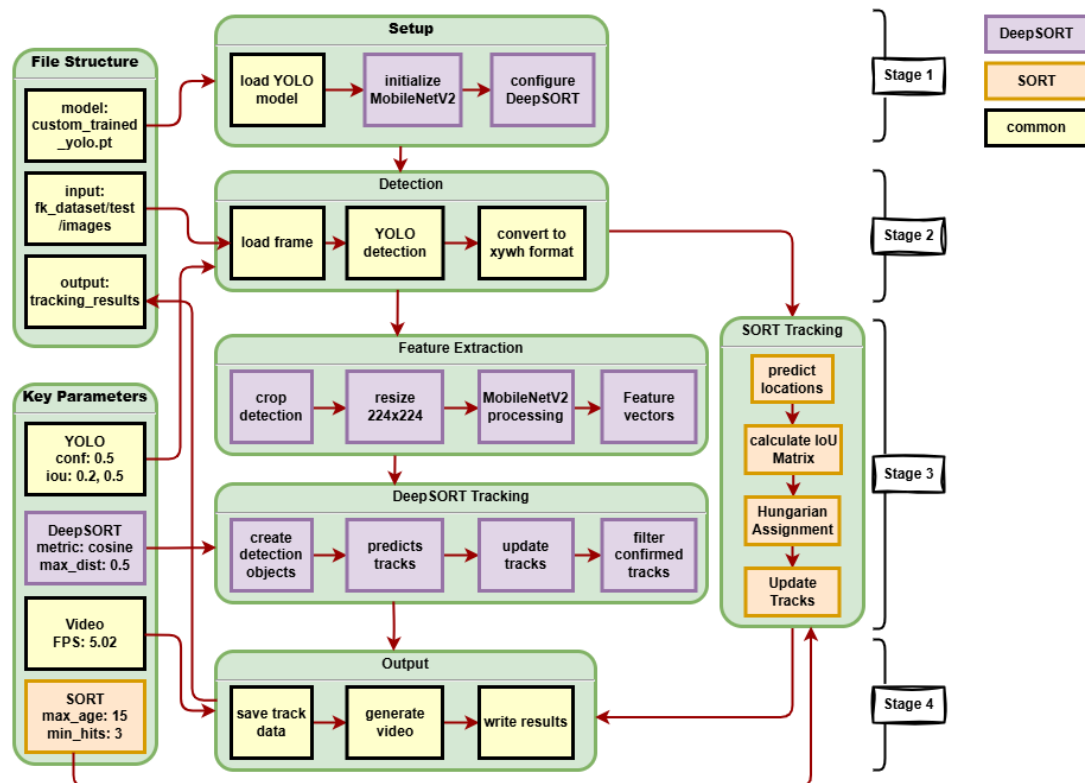 File Structure
model:
custom_trained
_yolo.pt
input:
fk_dataset/test
/images
output:
tracking_results
Key Parameters
YOLO
conf: 0.5
iou: 0.2, 0.5
DeepSORT
metric: cosine
max_dist: 0.5
Video
FPS: 5.02
SORT
max_age: 15
min_hits: 3
Setup
load YOLO
model
initialize
MobileNetV2
configure
DeepSORT
Detection
load frame
YOLO
detection
convert to
xywh format
Feature Extraction
crop
detection
resize
224x224
MobileNetV2
processing
Feature
vectors
DeepSORT Tracking
create
detection
objects
predicts
tracks
update
tracks
filter
confirmed
tracks
Output
save track
data
generate
video
write results
SORT Tracking
predict
locations
calculate IoU
Matrix
Hungarian
Assignment
Update
Tracks
Stage 1
Stage 2
Stage 3
Stage 4
DeepSORT
SORT
common